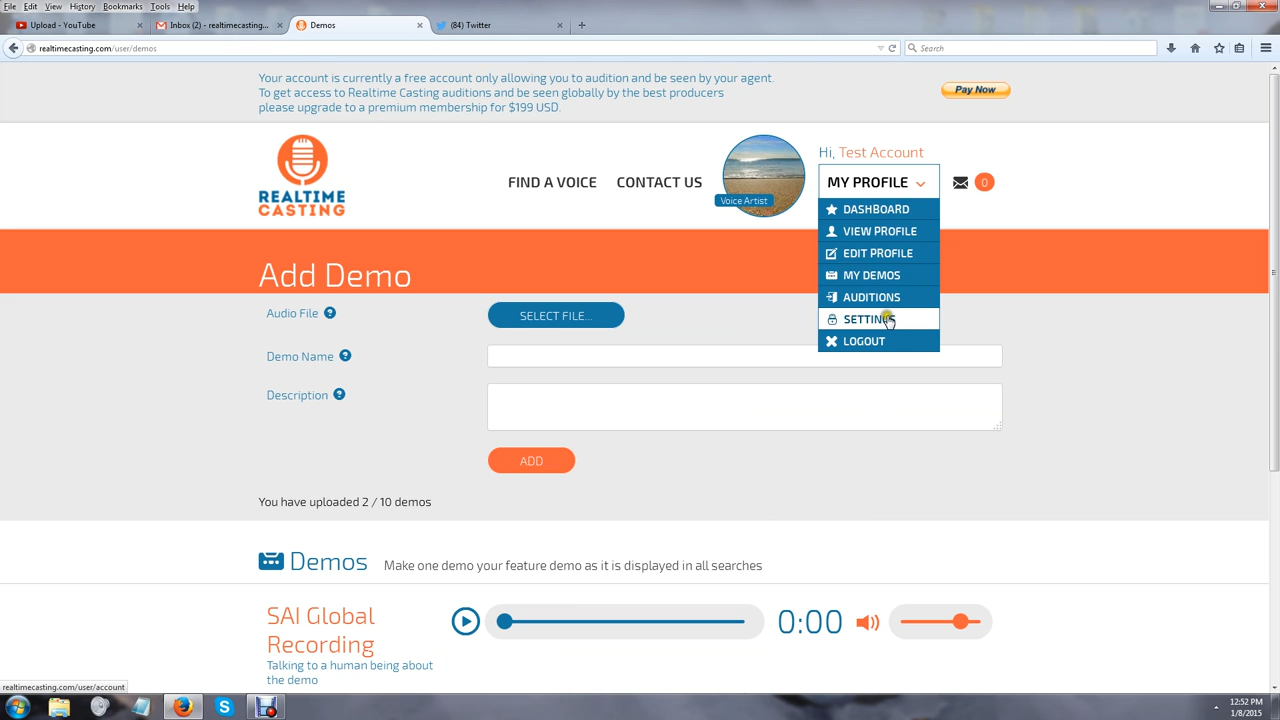 File Edit View History Bookmarks Tools Help
Upload - YouTube
Inbox (2) - realtimecasting...
Demos
(84) Twitter
realtimecasting.com/user/demos
Search
Your account is currently a free account only allowing you to audition and be seen by your agent.
To get access to Realtime Casting auditions and be seen globally by the best producers
please upgrade to a premium membership for $199 USD.
Pay Now
REALTIME
CASTING
FIND A VOICE
CONTACT US
Voice Artist
Hi, Test Account
MY PROFILE
0
DASHBOARD
VIEW PROFILE
EDIT PROFILE
MY DEMOS
AUDITIONS
SETTINGS
LOGOUT
Add Demo
Audio File ?
SELECT FILE...
Demo Name ?
Description ?
ADD
You have uploaded 2 / 10 demos
Demos Make one demo your feature demo as it is displayed in all searches
SAI Global
Recording
0:00
Talking to a human being about
the demo
realtimecasting.com/user/account
12:52 PM
1/8/2015